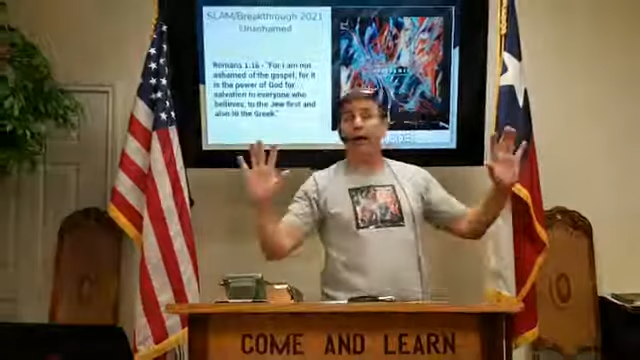 SLAM/Breakthrough 2021
Unashamed
Romans 1:16 - "For I am not
ashamed of the gospel, for it
is the power of God for
salvation to everyone who
believes, to the Jew first and
also to the Greek."
COME AND LEARN